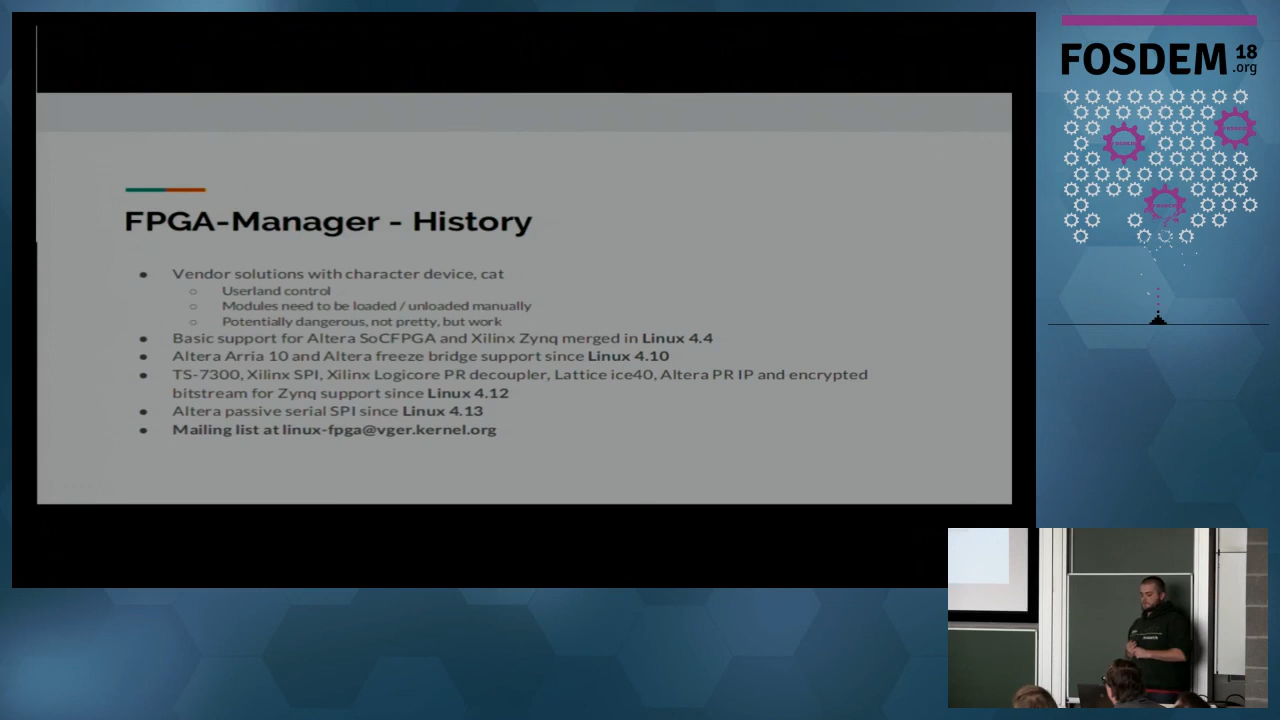 FOSDEM 18
.org
FPGA-Manager - History
● Vendor solutions with character device, cat
○ Userland control
○ Modules need to be loaded / unloaded manually
○ Potentially dangerous, not pretty, but work
● Basic support for Altera SoCFPGA and Xilinx Zynq merged in Linux 4.4
● Altera Arria 10 and Altera freeze bridge support since Linux 4.10
● TS-7300, Xilinx SPI, Xilinx Logicore PR decoupler, Lattice ice40, Altera PR IP and encrypted
bitstream for Zynq support since Linux 4.12
● Altera passive serial SPI since Linux 4.13
● Mailing list at linux-fpga@vger.kernel.org